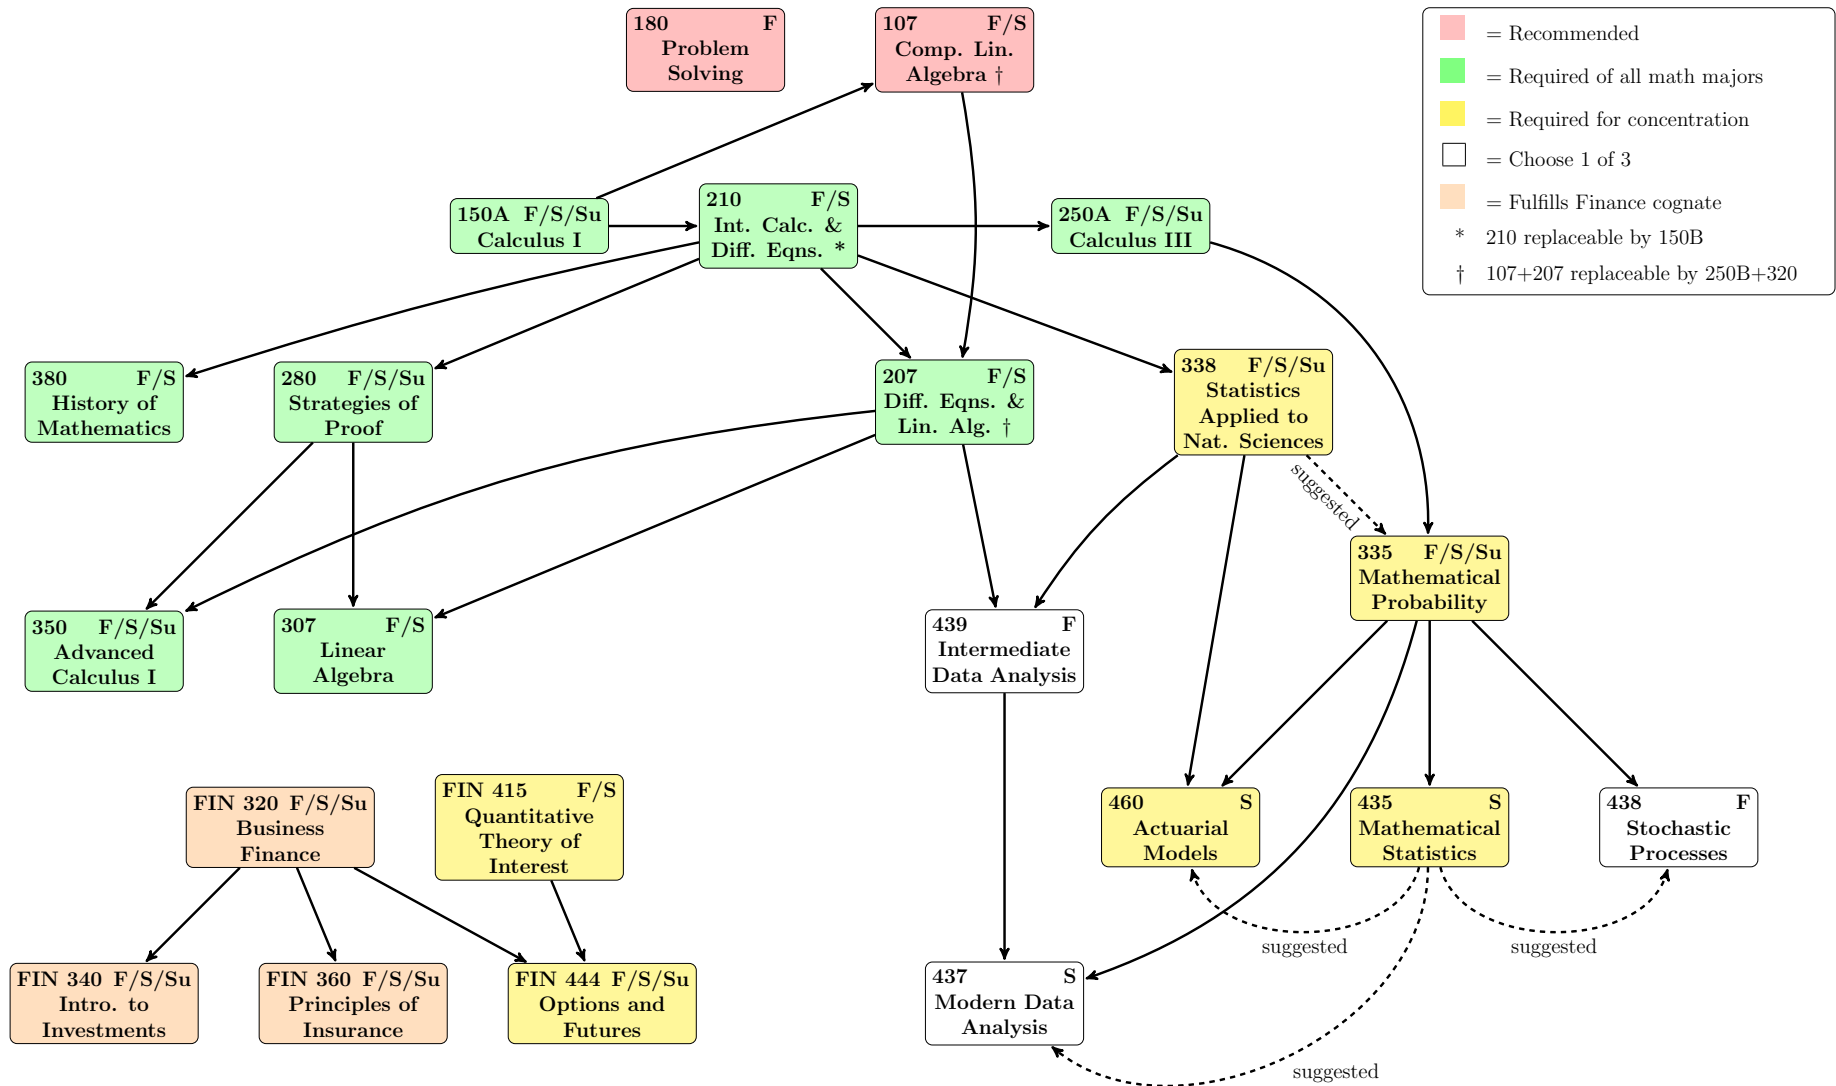 180 F
Problem
Solving
107 F/S
Comp. Lin.
Algebra †
= Recommended
= Required of all math majors
= Required for concentration
= Choose 1 of 3
= Fulfills Finance cognate
* 210 replaceable by 150B
† 107+207 replaceable by 250B+320
150A F/S/Su
Calculus I
210 F/S
Int. Calc. &
Diff. Eqns. *
250A F/S/Su
Calculus III
380 F/S
History of
Mathematics
280 F/S/Su
Strategies of
Proof
207 F/S
Diff. Eqns. &
Lin. Alg. †
338 F/S/Su
Statistics
Applied to
Nat. Sciences
suggested
335 F/S/Su
Mathematical
Probability
350 F/S/Su
Advanced
Calculus I
307 F/S
Linear
Algebra
439 F
Intermediate
Data Analysis
FIN 320 F/S/Su
Business
Finance
FIN 415 F/S
Quantitative
Theory of
Interest
460 S
Actuarial
Models
435 S
Mathematical
Statistics
438 F
Stochastic
Processes
suggested
suggested
FIN 340 F/S/Su
Intro. to
Investments
FIN 360 F/S/Su
Principles of
Insurance
FIN 444 F/S/Su
Options and
Futures
437 S
Modern Data
Analysis
suggested